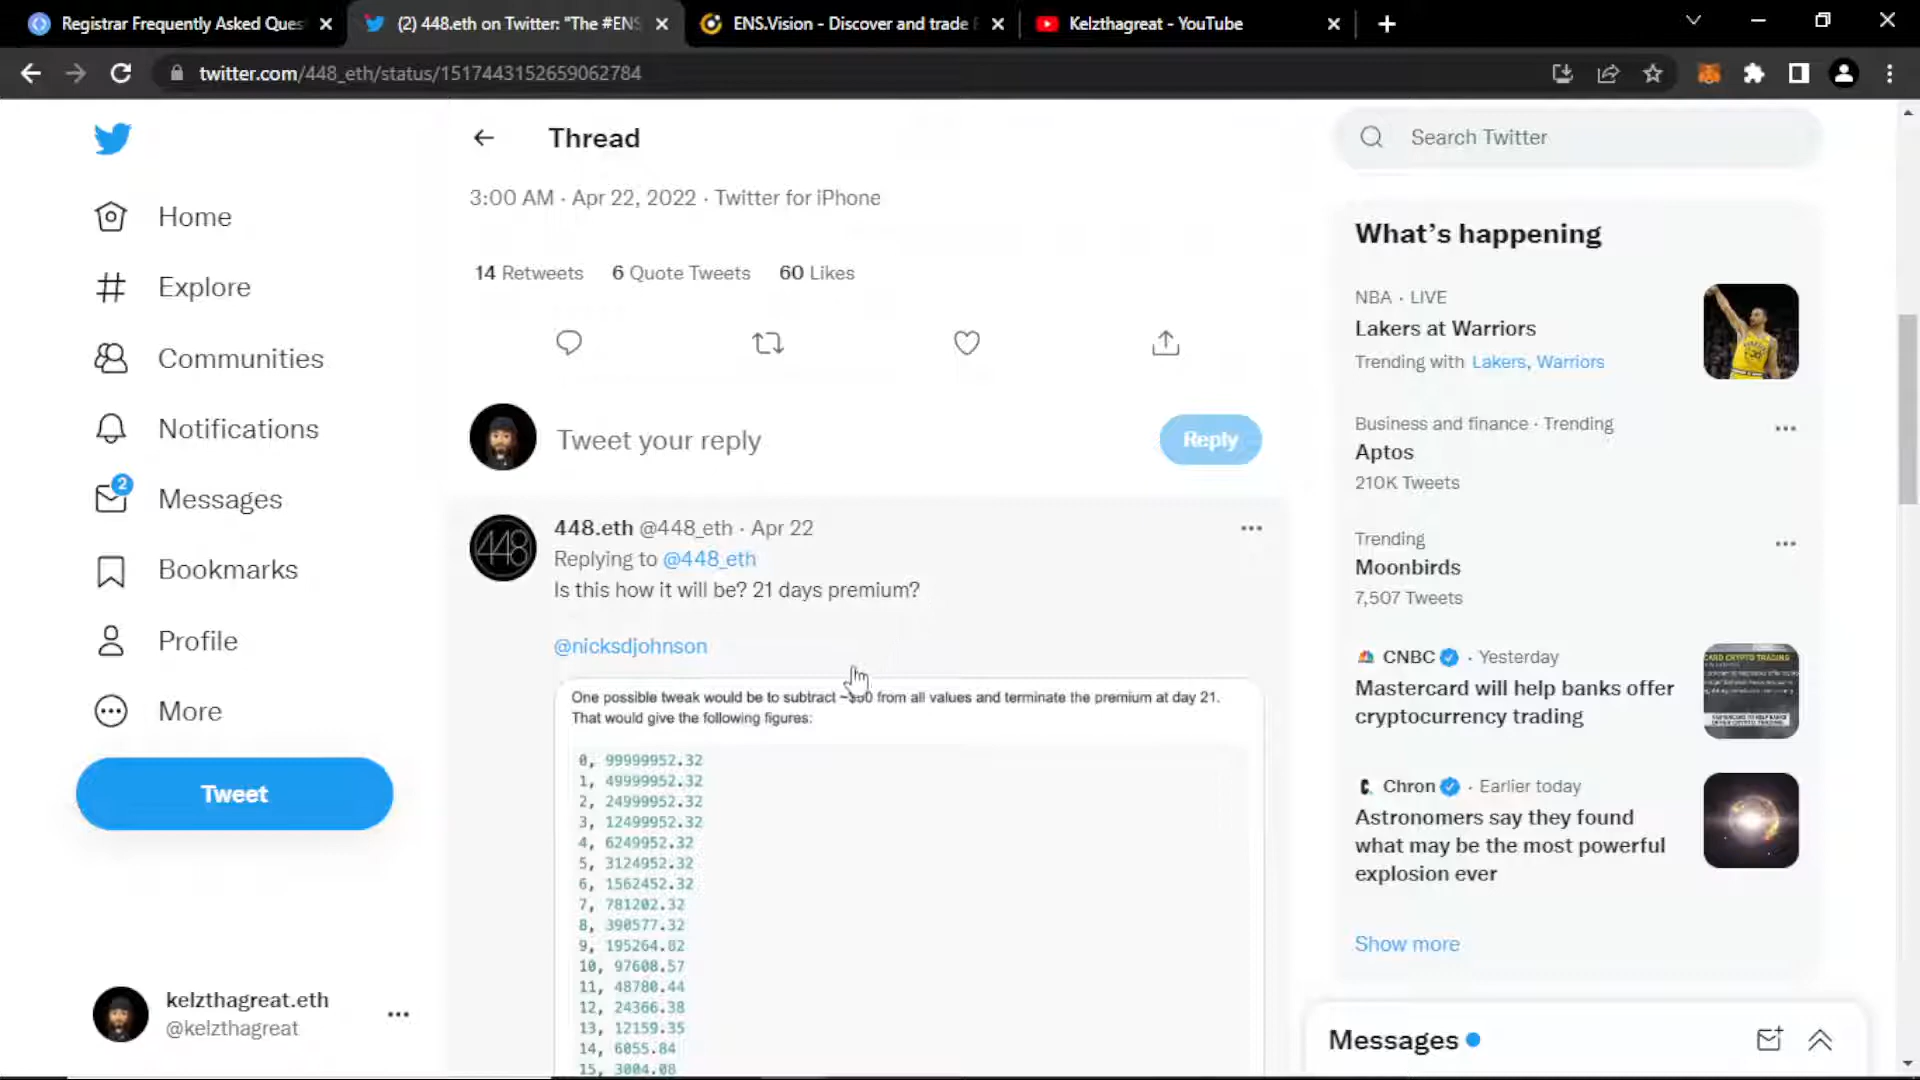 Registrar Frequently Asked Ques
(2) 448.eth on Twitter: "The #ENS
ENS.Vision - Discover and trade
Kelzthagreat - YouTube
twitter.com/448_eth/status/1517443152659062784
Thread
Search Twitter
3:00 AM · Apr 22, 2022 · Twitter for iPhone
14 Retweets 6 Quote Tweets 60 Likes
Home
Explore
Communities
Notifications
2
Messages
Bookmarks
Profile
More
Tweet
kelzthagreat.eth
@kelzthagreat
Tweet your reply
Reply
448
448.eth @448_eth · Apr 22
Replying to @448_eth
Is this how it will be? 21 days premium?
@nicksdjohnson
One possible tweak would be to subtract from all values and terminate the premium at day 21.
That would give the following figures:
0, 99999952.32
1, 49999952.32
2, 24999952.32
3, 12499952.32
4, 6249952.32
5, 3124952.32
6, 1562452.32
7, 781202.32
8, 390577.32
9, 195264.82
10, 97608.57
11, 48780.44
12, 24366.38
13, 12159.35
14, 6055.84
15, 3004.08
What's happening
NBA · LIVE
Lakers at Warriors
Trending with Lakers, Warriors
Business and finance · Trending
Aptos
210K Tweets
Trending
Moonbirds
7,507 Tweets
CNBC · Yesterday
Mastercard will help banks offer
cryptocurrency trading
Chron · Earlier today
Astronomers say they found
what may be the most powerful
explosion ever
Show more
Messages